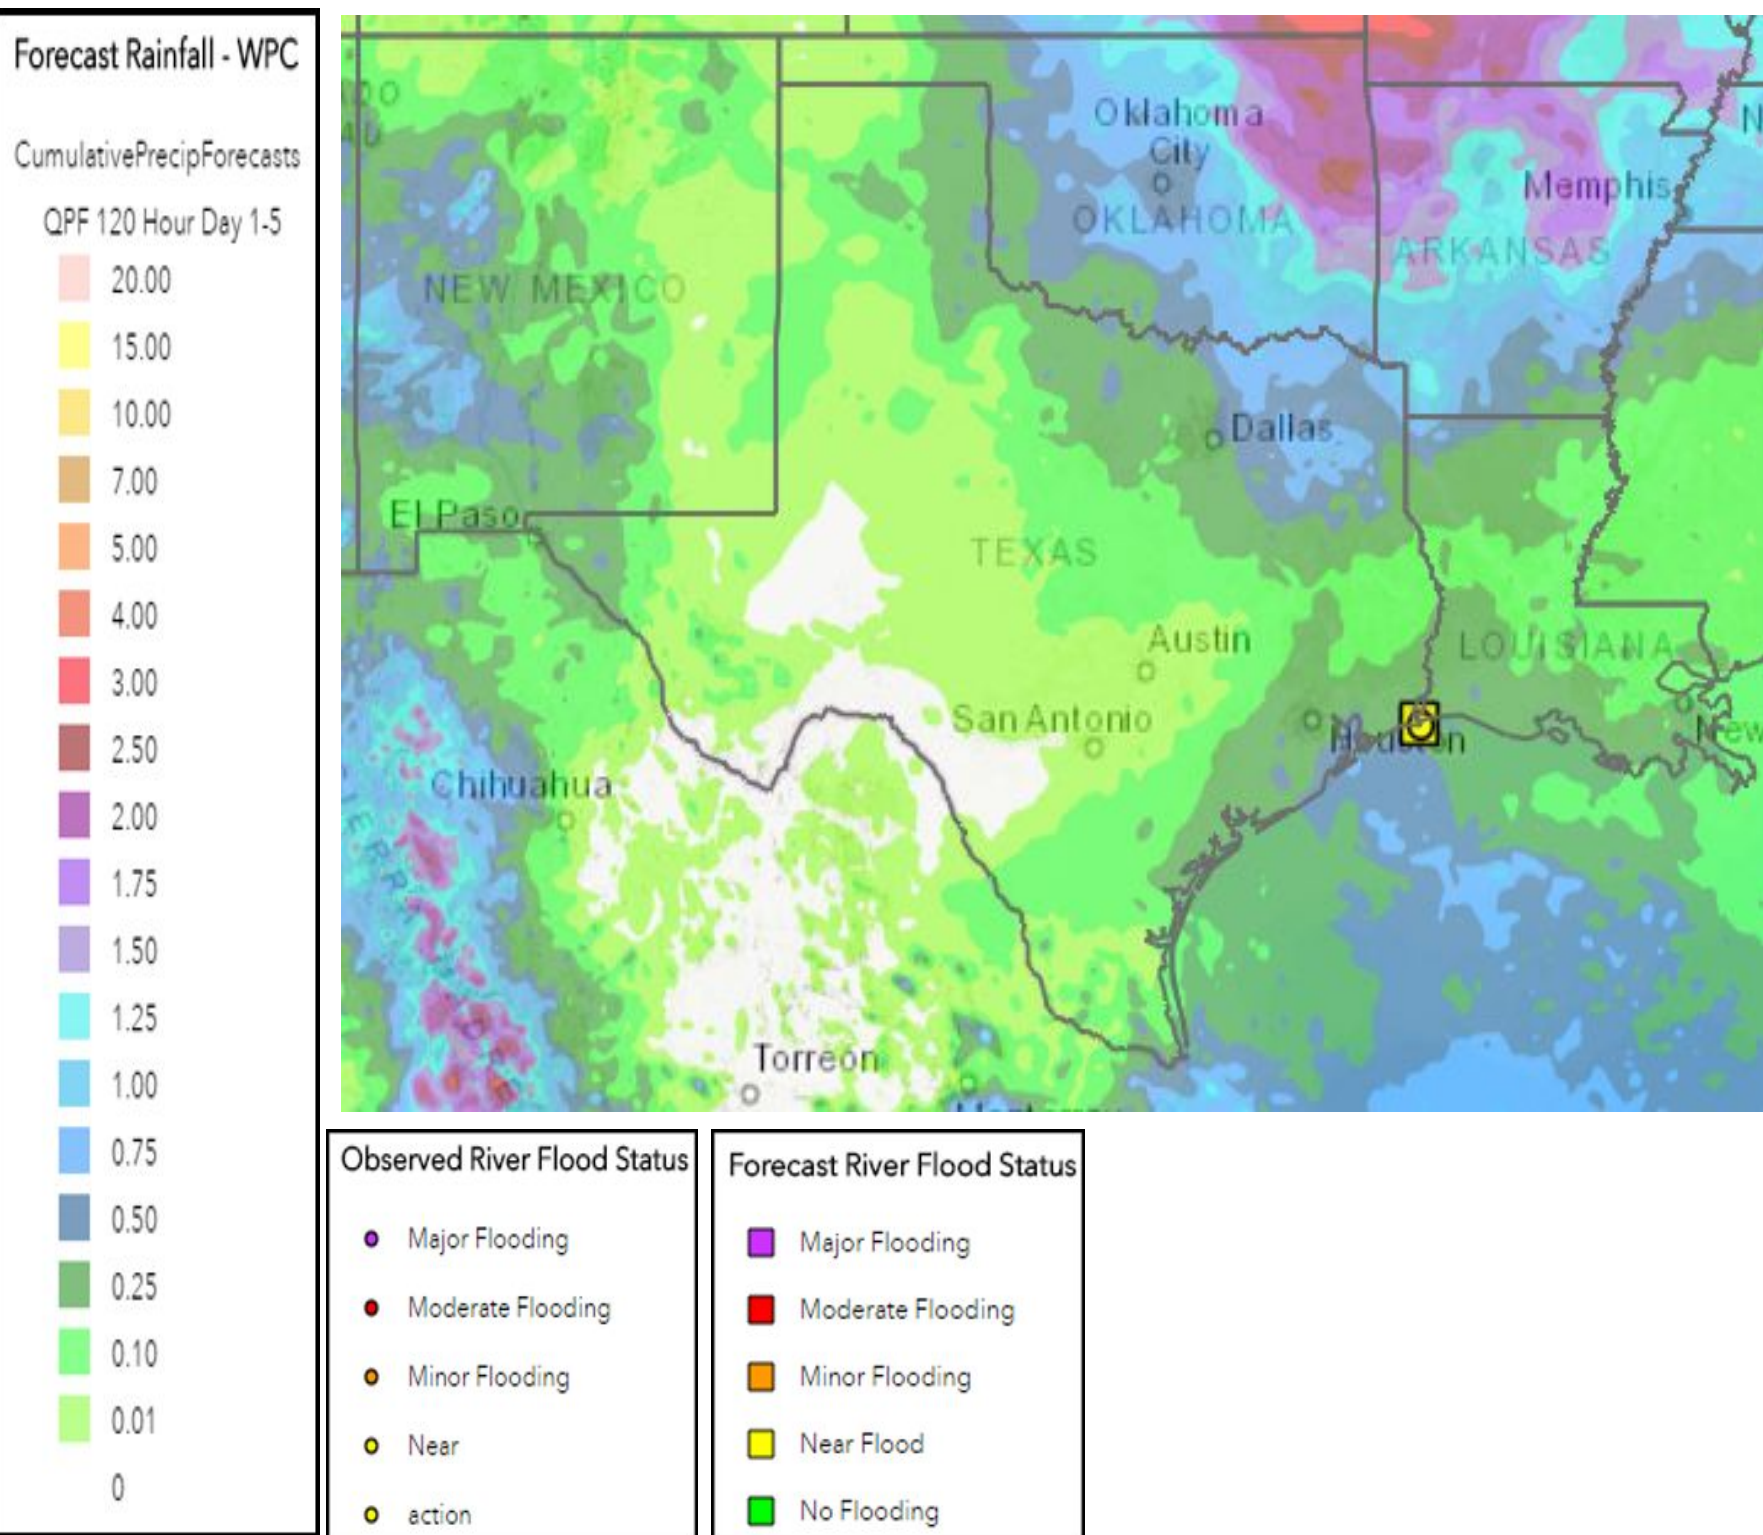 Forecast Rainfall - WPC
CumulativePrecipForecasts
QPF 120 Hour Day 1-5
20.00
15.00
10.00
7.00
5.00
4.00
3.00
2.50
2.00
1.75
1.50
1.25
1.00
0.75
0.50
0.25
0.10
0.01
0
Oklahoma
City
OKLAHOMA
Memphis
ARKANSAS
NEW MEXICO
Dallas
El Paso
TEXAS
Austin
LOUISIANA
San Antonio
Houston
New
Chihuahua
Torreon
Monterrey
Observed River Flood Status
Major Flooding
Moderate Flooding
Minor Flooding
Near
action
Forecast River Flood Status
Major Flooding
Moderate Flooding
Minor Flooding
Near Flood
No Flooding